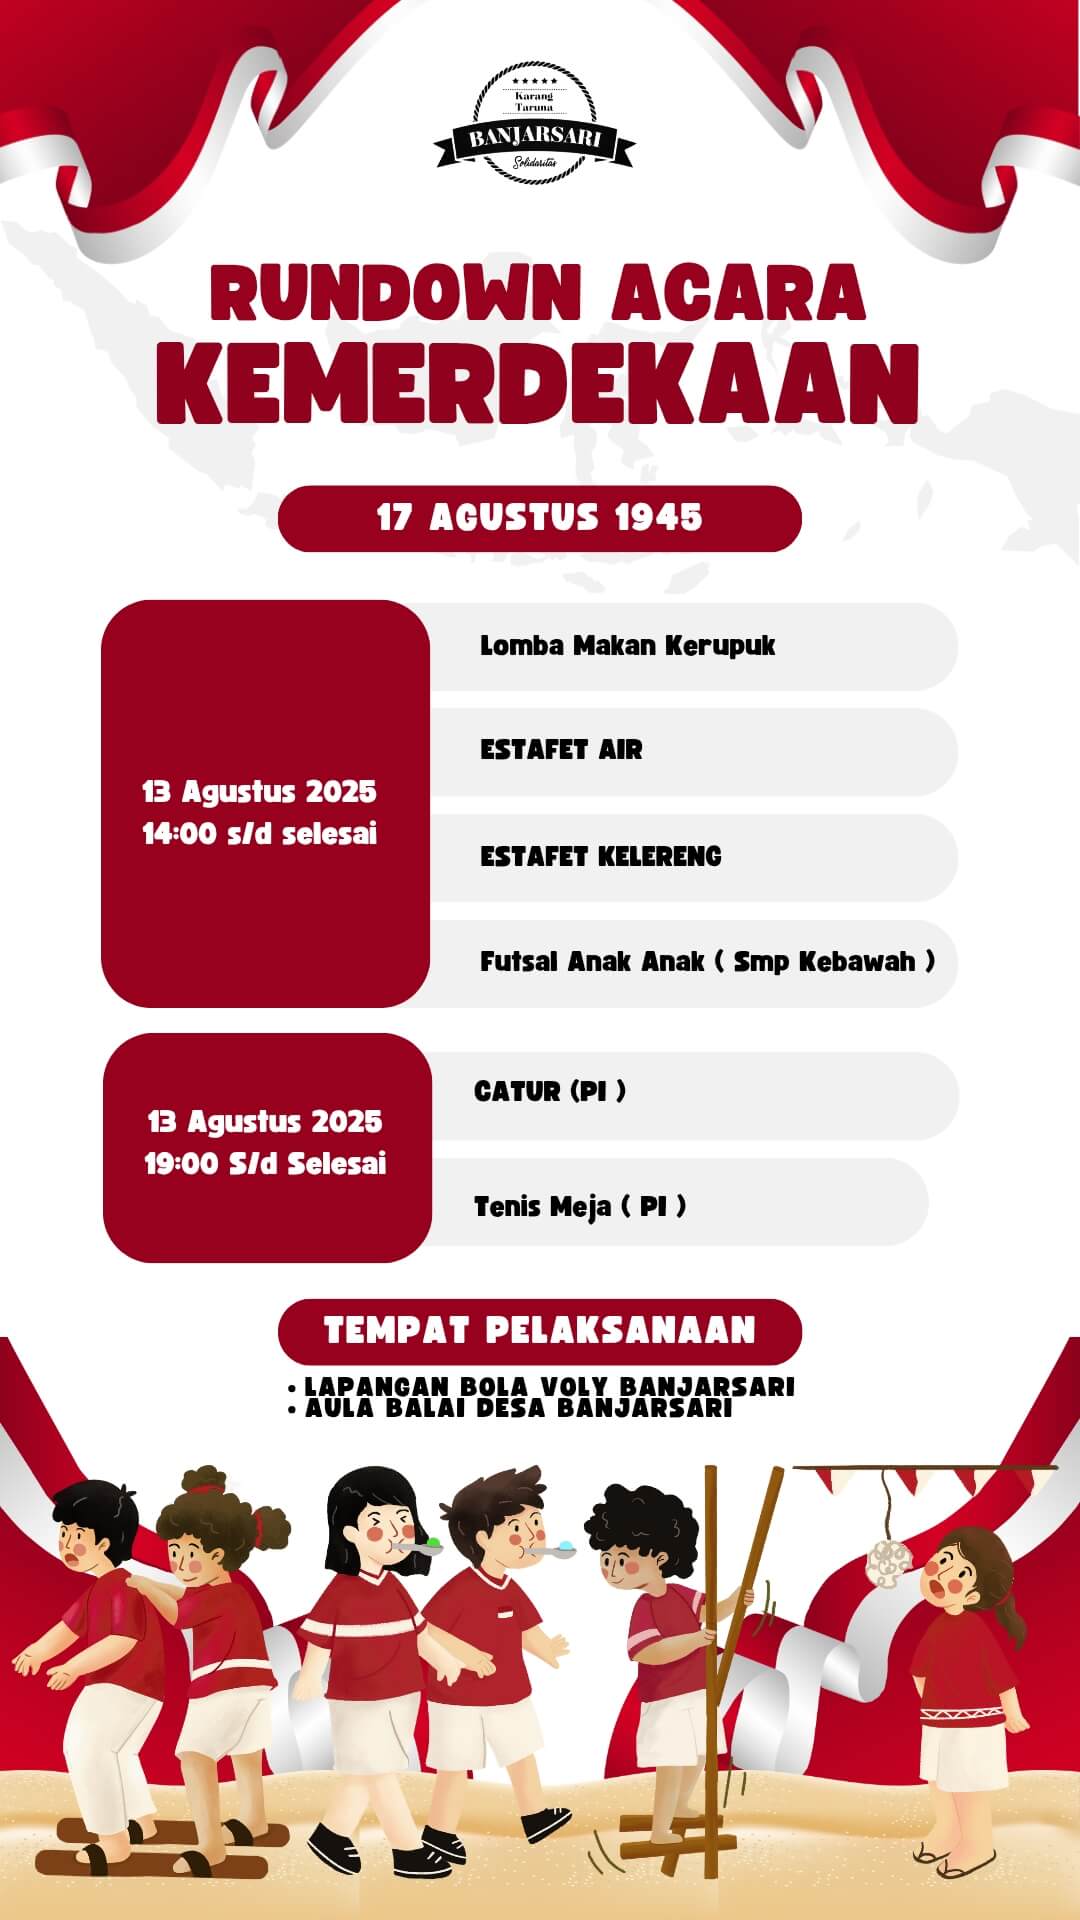 Karang
Taruna
BANJARSARI
Solidaritas
RUNDOWN ACARA
KEMERDEKAAN
17 AGUSTUS 1945
13 Agustus 2025
14:00 s/d selesai
Lomba Makan Kerupuk
ESTAFET AIR
ESTAFET KELERENG
Futsal Anak Anak ( Smp Kebawah )
13 Agustus 2025
19:00 S/d Selesai
CATUR (PI )
Tenis Meja ( PI )
TEMPAT PELAKSANAAN
• LAPANGAN BOLA VOLY BANJARSARI
• AULA BALAI DESA BANJARSARI